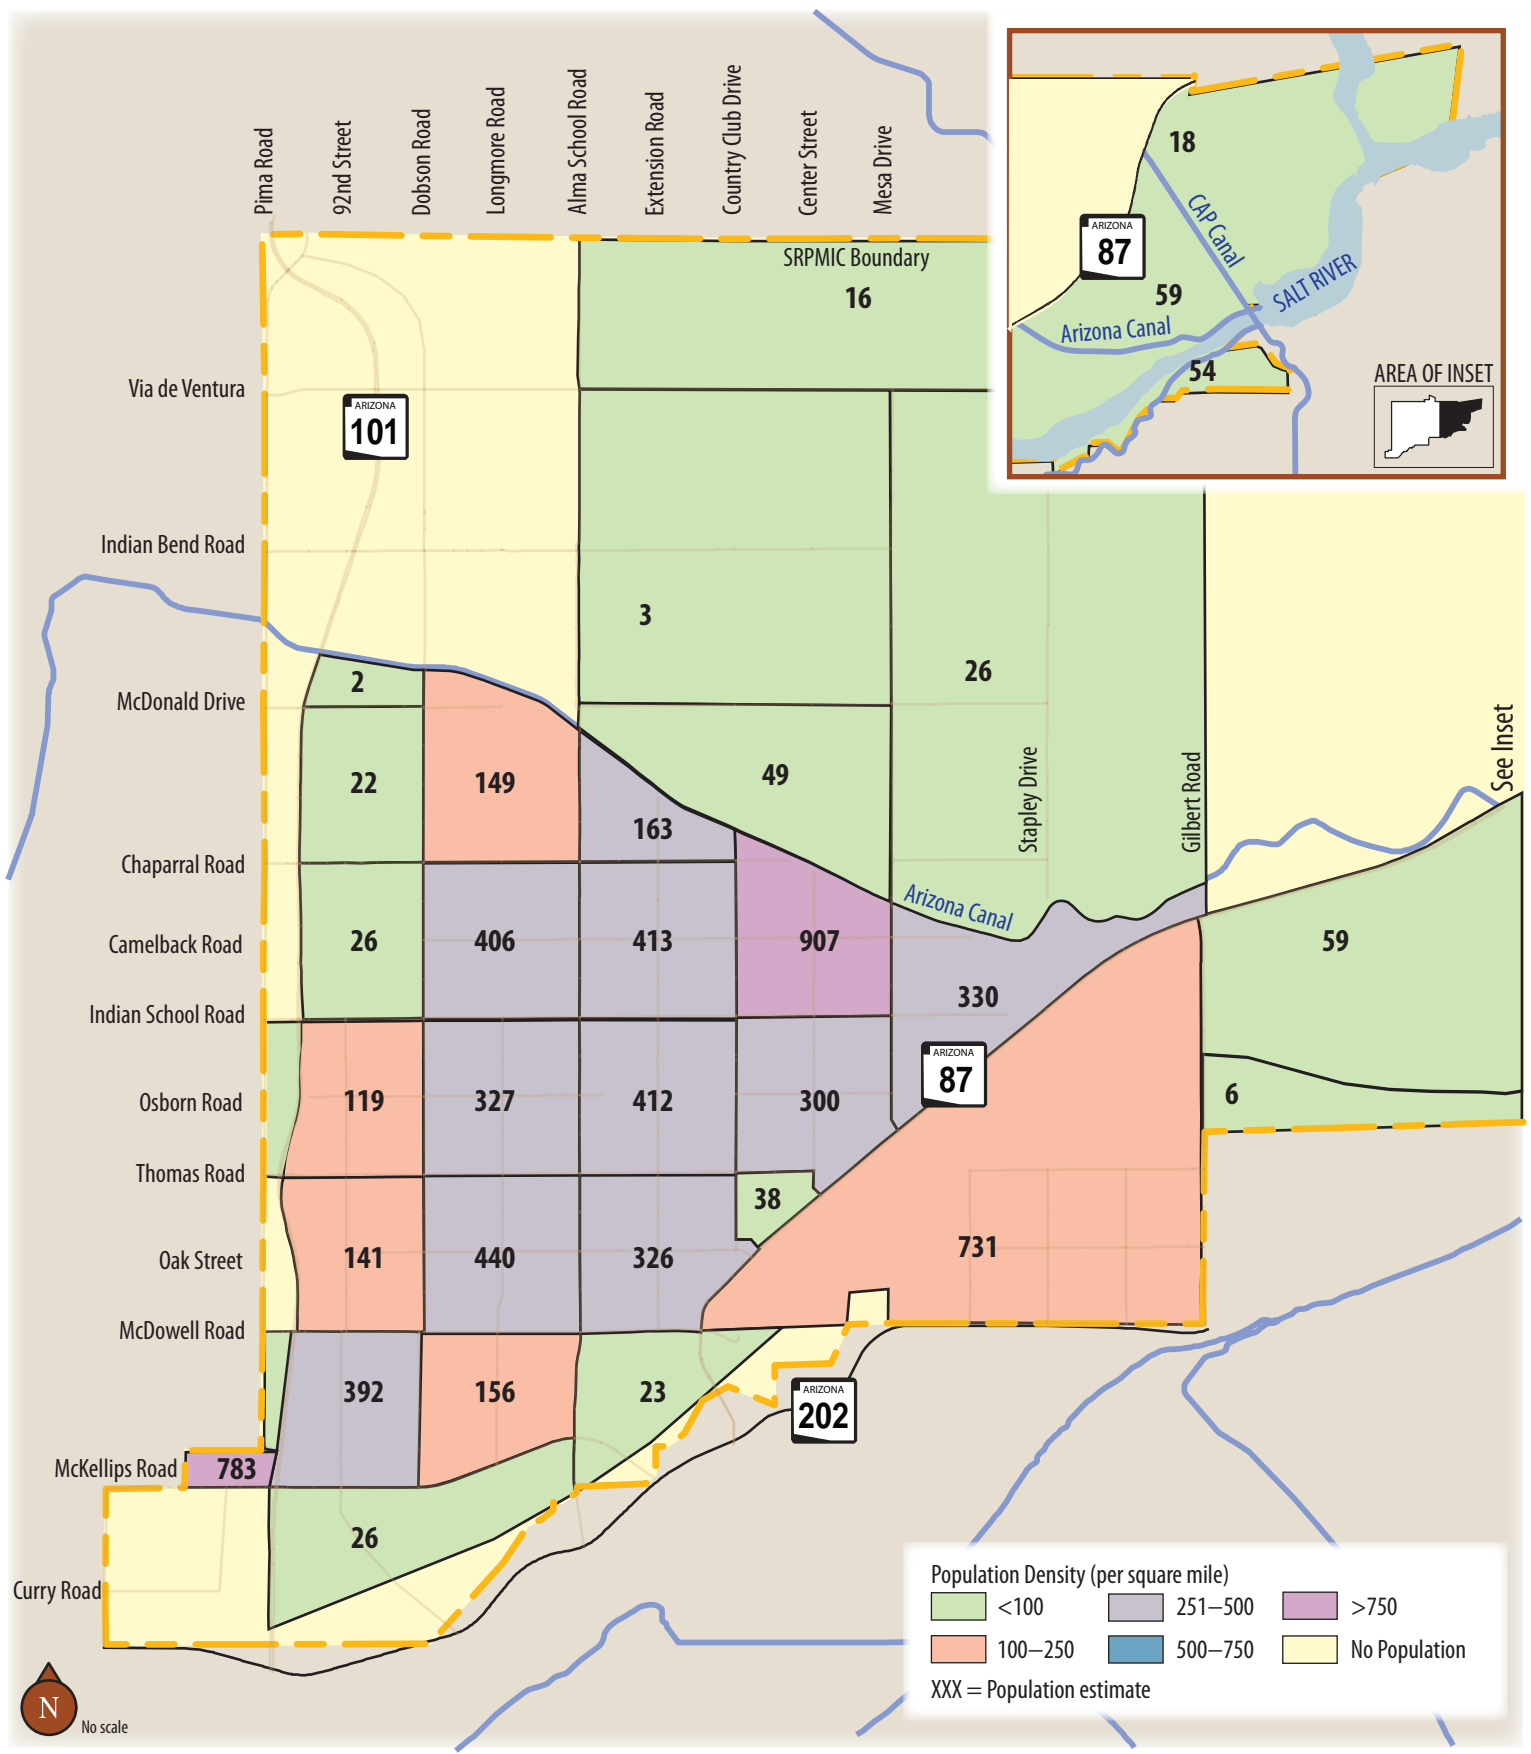 Pima Road
92nd Street
Dobson Road
Longmore Road
Alma School Road
Extension Road
Country Club Drive
Center Street
Mesa Drive
18
CAP Canal
ARIZONA
87
59
SALT RIVER
Arizona Canal
54
AREA OF INSET
SRPMIC Boundary
16
Via de Ventura
ARIZONA
101
Indian Bend Road
3
26
2
McDonald Drive
See Inset
22
149
49
Stapley Drive
Gilbert Road
163
Chaparral Road
Arizona Canal
Camelback Road
26
406
413
907
59
330
Indian School Road
ARIZONA
87
Osborn Road
119
327
412
300
6
Thomas Road
38
Oak Street
141
440
326
731
McDowell Road
392
156
23
ARIZONA
202
McKellips Road
783
26
Curry Road
Population Density (per square mile)
<100
251–500
>750
100–250
500–750
No Population
XXX = Population estimate
N
No scale